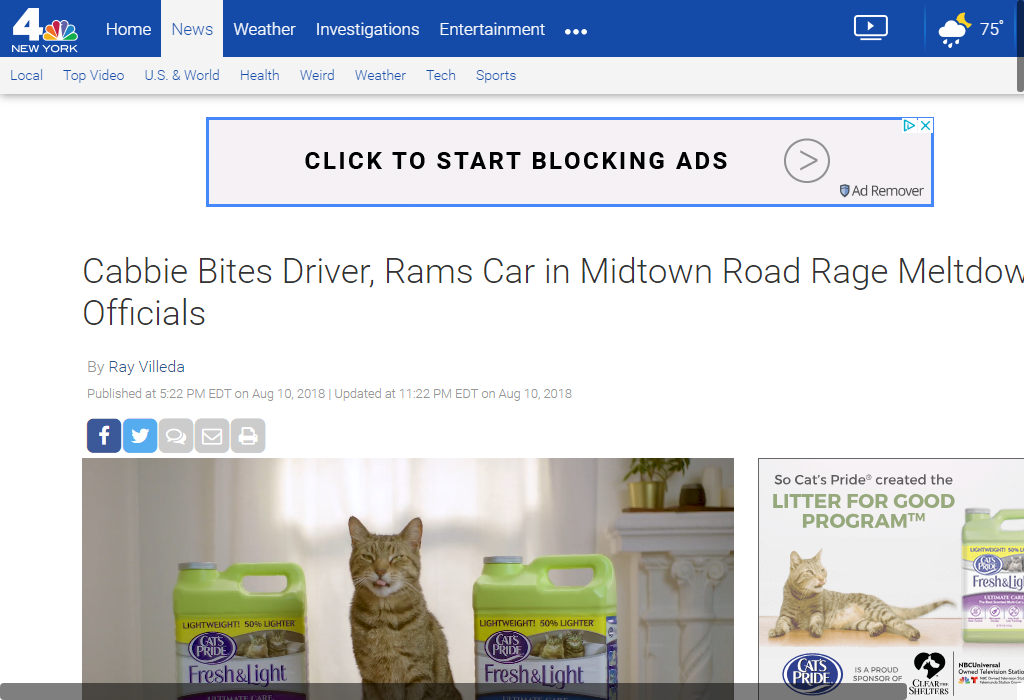 4
NEW YORK
Home
News
Weather
Investigations
Entertainment
75°
Local
Top Video
U.S. & World
Health
Weird
Weather
Tech
Sports
CLICK TO START BLOCKING ADS
Ad Remover
Cabbie Bites Driver, Rams Car in Midtown Road Rage Meltdow
Officials
By Ray Villeda
Published at 5:22 PM EDT on Aug 10, 2018 | Updated at 11:22 PM EDT on Aug 10, 2018
LIGHTWEIGHT! 50% LIGHTER
CAT'S
PRIDE
Fresh&Light
ULTIMATE CARE
LIGHTWEIGHT! 50% LIGHTER
CAT'S
PRIDE
Fresh&Light
ULTIMATE CARE
So Cat's Pride® created the
LITTER FOR GOOD
PROGRAM™
LIGHTWEIGHT! 50% L
CAT'S
PRIDE
Fresh&Lig
ULTIMATE CARE
CAT'S
PRIDE
IS A PROUD
SPONSOR OF
CLEAR THE
SHELTERS
NBCUniversal
Owned Television Statio